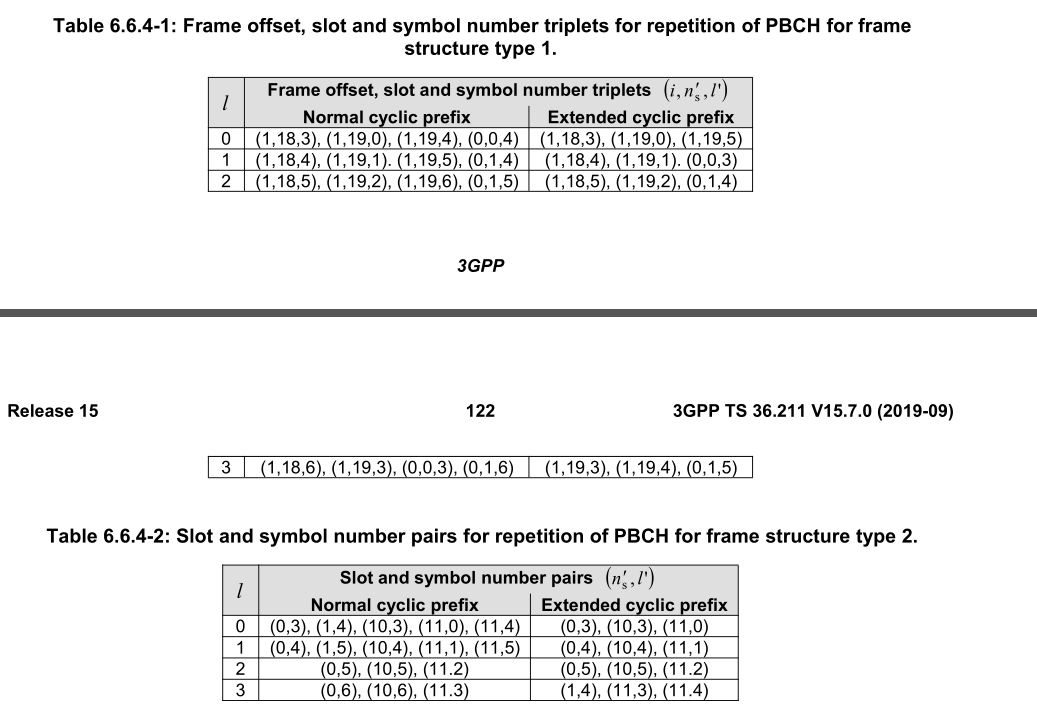 Table 6.6.4-1: Frame offset, slot and symbol number triplets for repetition of PBCH for frame
structure type 1.
l Frame offset, slot and symbol number triplets (i, n′s, l')
Normal cyclic prefix Extended cyclic prefix
0 (1,18,3), (1,19,0), (1,19,4), (0,0,4) (1,18,3), (1,19,0), (1,19,5)
1 (1,18,4), (1,19,1). (1,19,5), (0,1,4) (1,18,4), (1,19,1). (0,0,3)
2 (1,18,5), (1,19,2), (1,19,6), (0,1,5) (1,18,5), (1,19,2), (0,1,4)
3GPP
Release 15 122 3GPP TS 36.211 V15.7.0 (2019-09)
3 (1,18,6), (1,19,3), (0,0,3), (0,1,6) (1,19,3), (1,19,4), (0,1,5)
Table 6.6.4-2: Slot and symbol number pairs for repetition of PBCH for frame structure type 2.
l Slot and symbol number pairs (n′s, l')
Normal cyclic prefix Extended cyclic prefix
0 (0,3), (1,4), (10,3), (11,0), (11,4) (0,3), (10,3), (11,0)
1 (0,4), (1,5), (10,4), (11,1), (11,5) (0,4), (10,4), (11,1)
2 (0,5), (10,5), (11.2) (0,5), (10,5), (11.2)
3 (0,6), (10,6), (11.3) (1,4), (11,3), (11.4)